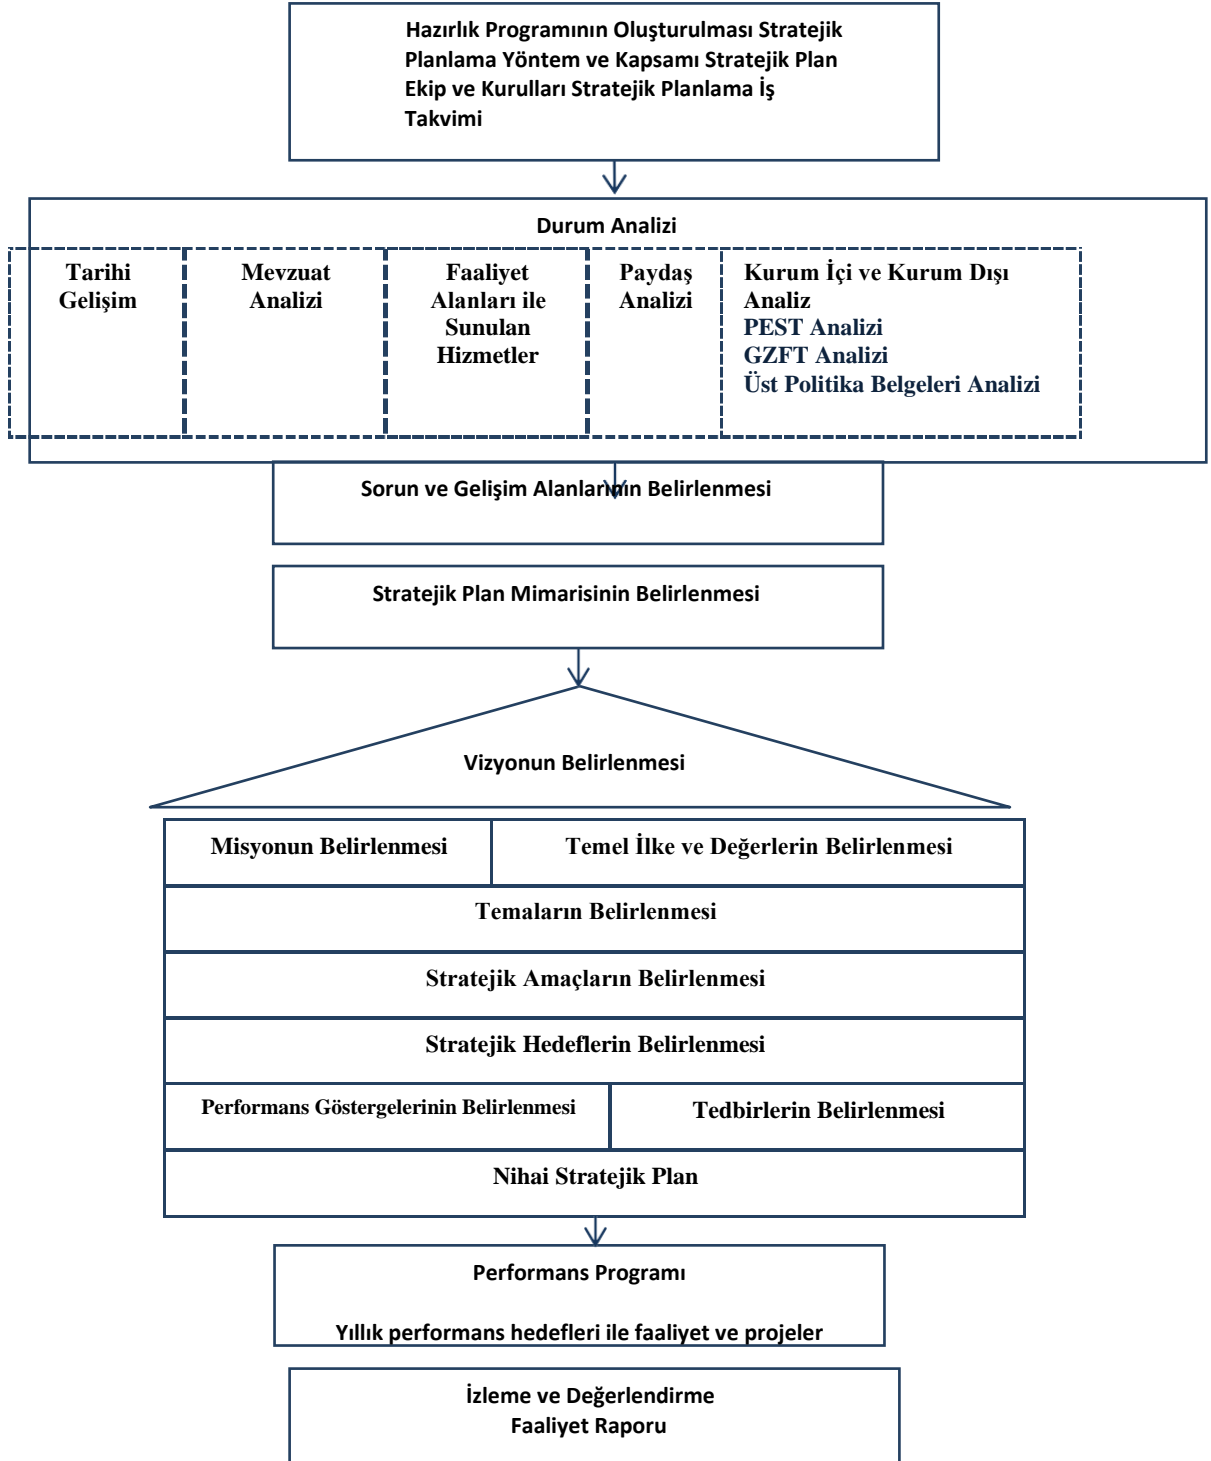 Hazırlık Programının Oluşturulması Stratejik
Planlama Yöntem ve Kapsamı Stratejik Plan
Ekip ve Kurulları Stratejik Planlama İş
Takvimi
Durum Analizi
Tarihi
Gelişim
Mevzuat
Analizi
Faaliyet
Alanları ile
Sunulan
Hizmetler
Paydaş
Analizi
Kurum İçi ve Kurum Dışı
Analiz
PEST Analizi
GZFT Analizi
Üst Politika Belgeleri Analizi
Sorun ve Gelişim Alanlarının Belirlenmesi
Stratejik Plan Mimarisinin Belirlenmesi
Vizyonun Belirlenmesi
Misyonun Belirlenmesi
Temel İlke ve Değerlerin Belirlenmesi
Temaların Belirlenmesi
Stratejik Amaçların Belirlenmesi
Stratejik Hedeflerin Belirlenmesi
Performans Göstergelerinin Belirlenmesi
Tedbirlerin Belirlenmesi
Nihai Stratejik Plan
Performans Programı
Yıllık performans hedefleri ile faaliyet ve projeler
İzleme ve Değerlendirme
Faaliyet Raporu